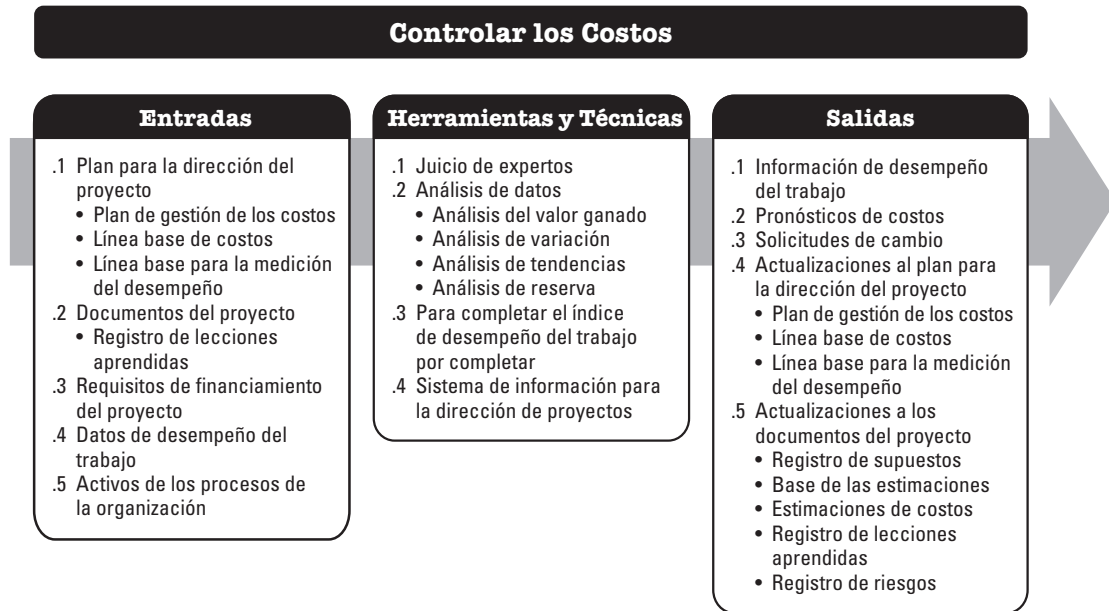 Controlar los Costos
Entradas
.1 Plan para la dirección del
proyecto
• Plan de gestión de los costos
• Línea base de costos
• Línea base para la medición
del desempeño
.2 Documentos del proyecto
• Registro de lecciones
aprendidas
.3 Requisitos de financiamiento
del proyecto
.4 Datos de desempeño del
trabajo
.5 Activos de los procesos de
la organización
Herramientas y Técnicas
.1 Juicio de expertos
.2 Análisis de datos
• Análisis del valor ganado
• Análisis de variación
• Análisis de tendencias
• Análisis de reserva
.3 Para completar el índice
de desempeño del trabajo
por completar
.4 Sistema de información para
la dirección de proyectos
Salidas
.1 Información de desempeño
del trabajo
.2 Pronósticos de costos
.3 Solicitudes de cambio
.4 Actualizaciones al plan para
la dirección del proyecto
• Plan de gestión de los costos
• Línea base de costos
• Línea base para la medición
del desempeño
.5 Actualizaciones a los
documentos del proyecto
• Registro de supuestos
• Base de las estimaciones
• Estimaciones de costos
• Registro de lecciones
aprendidas
• Registro de riesgos